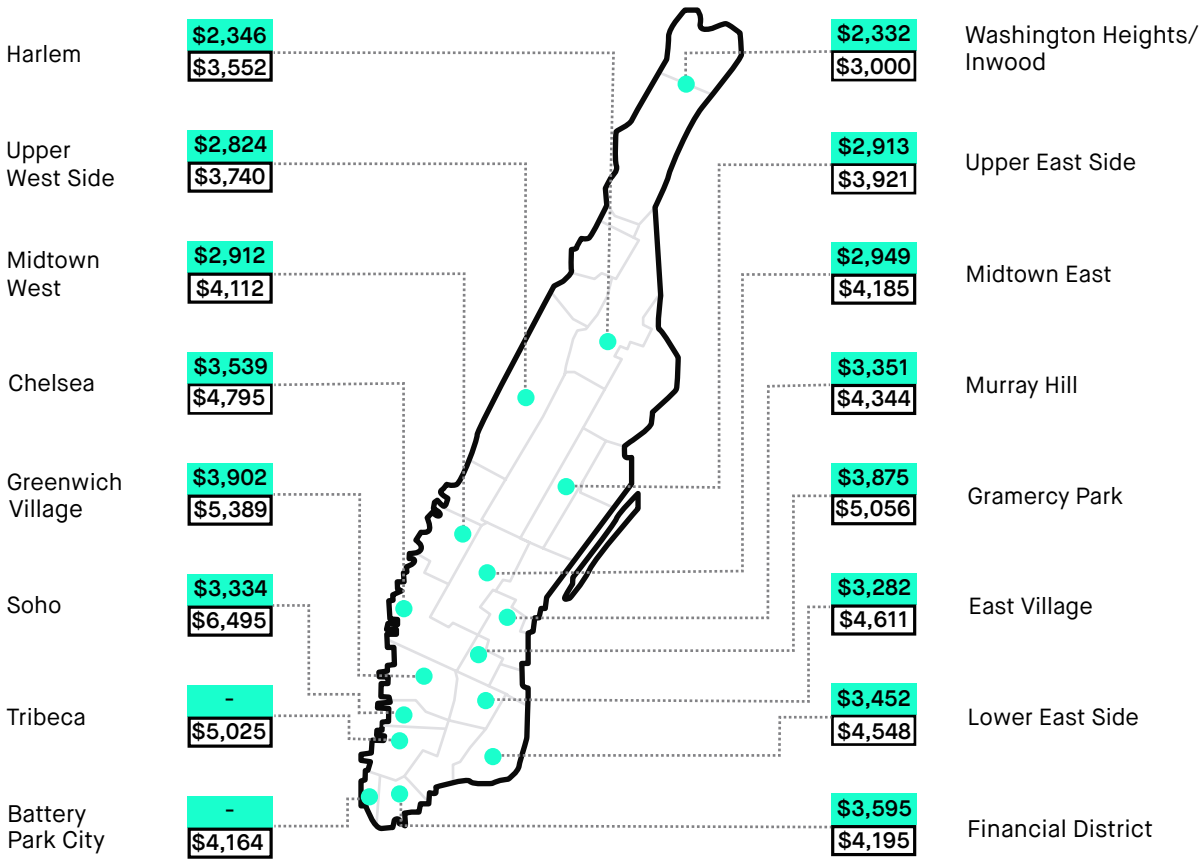 Harlem
$2,346
$3,552
Upper
West Side
$2,824
$3,740
Midtown
West
$2,912
$4,112
Chelsea
$3,539
$4,795
Greenwich
Village
$3,902
$5,389
Soho
$3,334
$6,495
Tribeca
-
$5,025
Battery
Park City
-
$4,164
$2,332
$3,000
Washington Heights/
Inwood
$2,913
$3,921
Upper East Side
$2,949
$4,185
Midtown East
$3,351
$4,344
Murray Hill
$3,875
$5,056
Gramercy Park
$3,282
$4,611
East Village
$3,452
$4,548
Lower East Side
$3,595
$4,195
Financial District